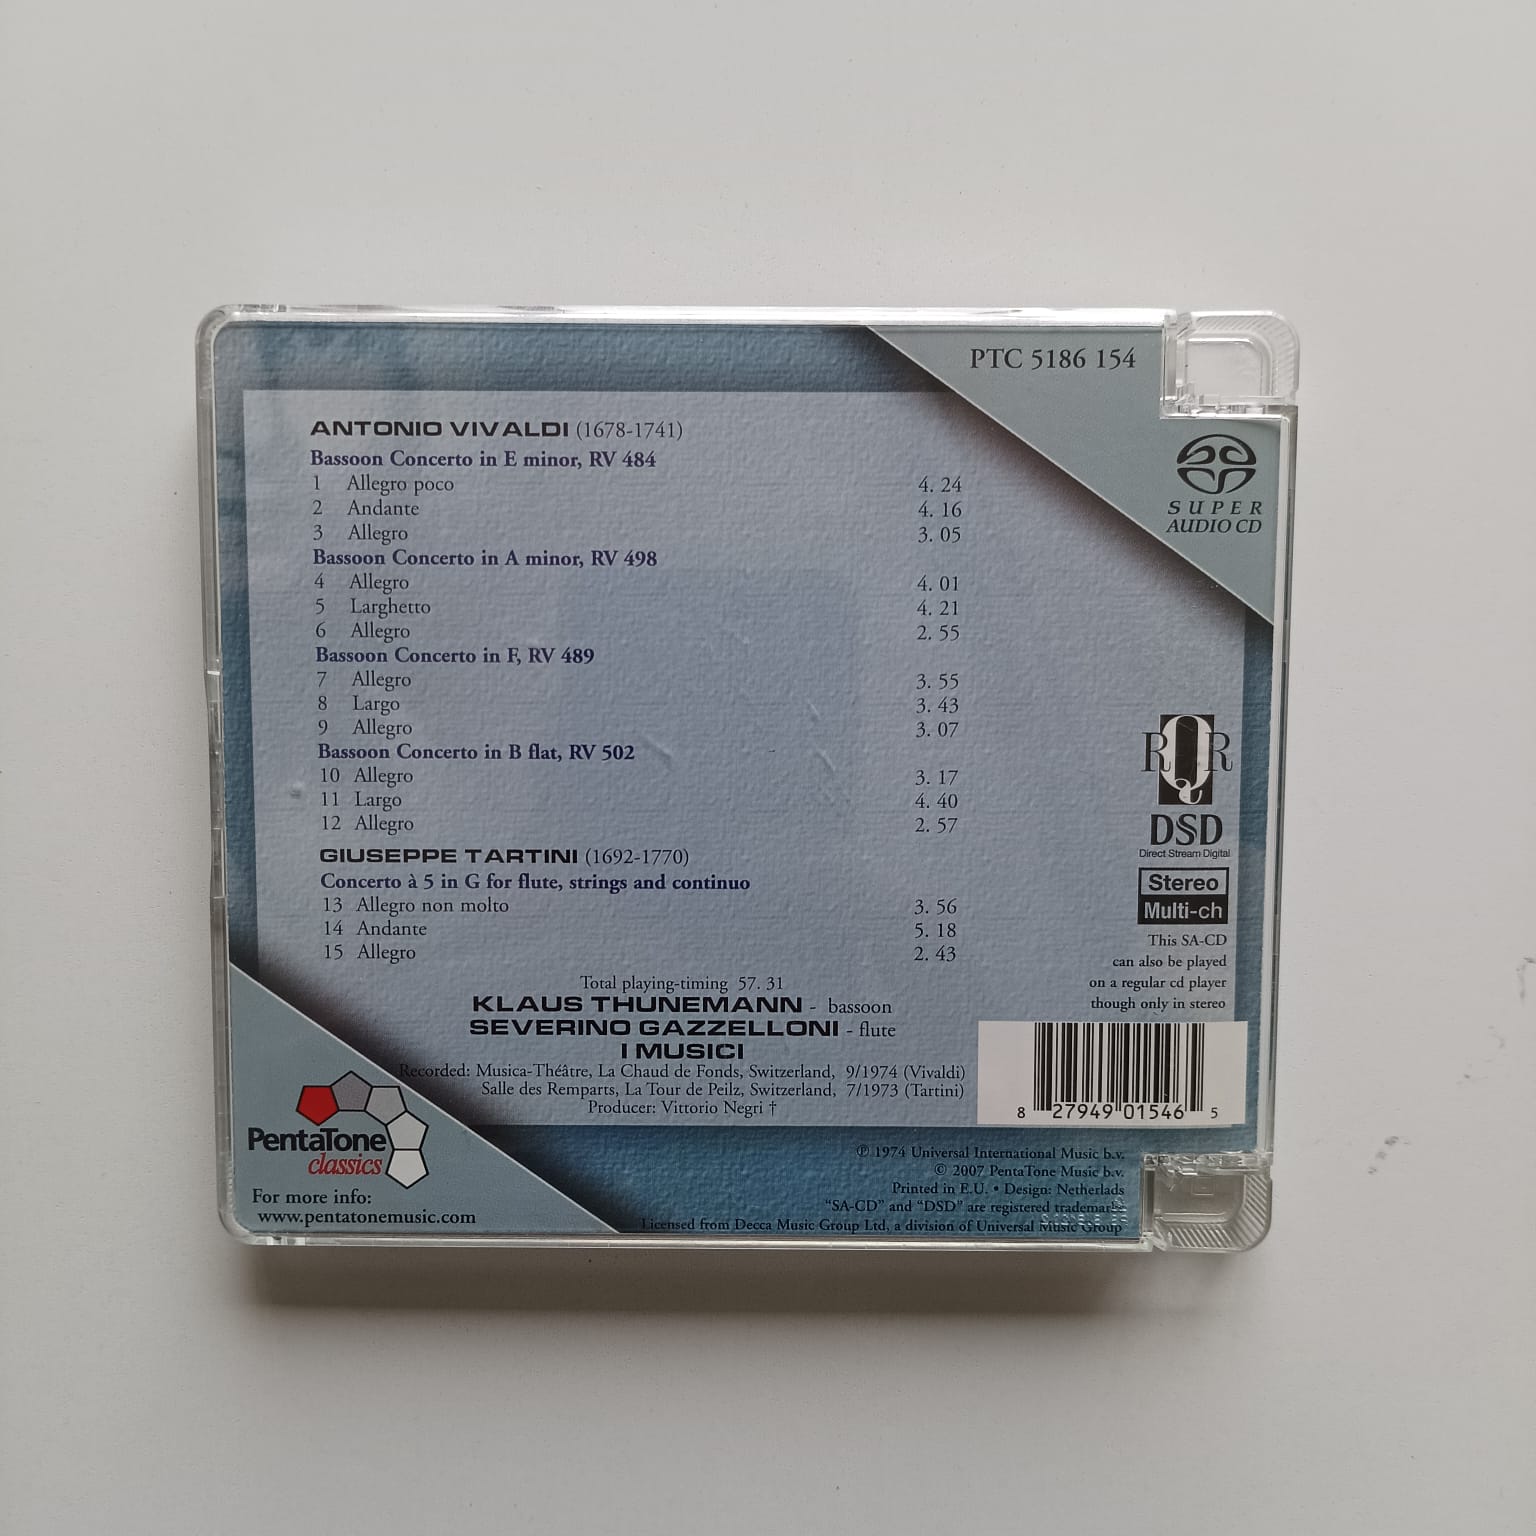 PTC 5186 154
SUPER
AUDIO CD
ANTONIO VIVALDI (1678-1741)
Bassoon Concerto in E minor, RV 484
1 Allegro poco 4. 24
2 Andante 4. 16
3 Allegro 3. 05
Bassoon Concerto in A minor, RV 498
4 Allegro 4. 01
5 Larghetto 4. 21
6 Allegro 2. 55
Bassoon Concerto in F, RV 489
7 Allegro 3. 55
8 Largo 3. 43
9 Allegro 3. 07
Bassoon Concerto in B flat, RV 502
10 Allegro 3. 17
11 Largo 4. 40
12 Allegro 2. 57
GIUSEPPE TARTINI (1692-1770)
Concerto à 5 in G for flute, strings and continuo
13 Allegro non molto 3. 56
14 Andante 5. 18
15 Allegro 2. 43
Total playing-timing 57. 31
KLAUS THUNEMANN - bassoon
SEVERINO GAZZELLONI - flute
I MUSICI
Recorded: Musica-Théâtre, La Chaud de Fonds, Switzerland, 9/1974 (Vivaldi)
Salle des Remparts, La Tour de Peilz, Switzerland, 7/1973 (Tartini)
Producer: Vittorio Negri †
RQR
DSD
Direct Stream Digital
Stereo
Multi-ch
This SA-CD
can also be played
on a regular cd player
though only in stereo
8 27949 01546 5
PentaTone
classics
For more info:
www.pentatonemusic.com
℗ 1974 Universal International Music b.v.
© 2007 PentaTone Music b.v.
Printed in E.U. • Design: Netherlads
“SA-CD” and “DSD” are registered trademarks
Licensed from Decca Music Group Ltd, a division of Universal Music Group